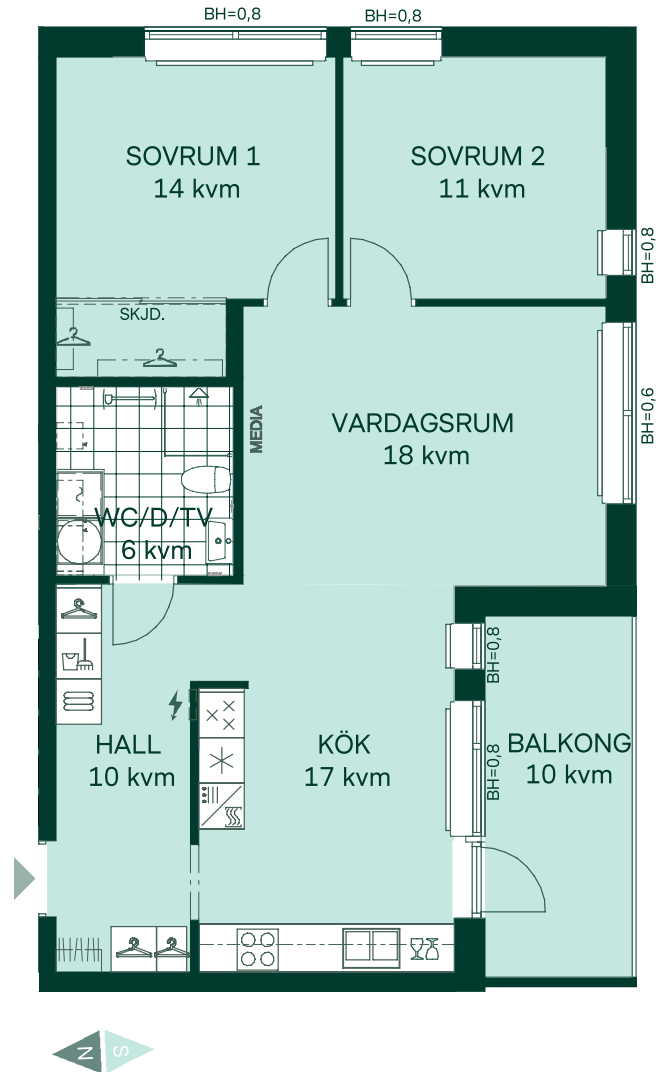 BH=0,8
BH=0,8
SOVRUM 1
14 kvm
SOVRUM 2
11 kvm
BH=0,8
SKJD.
BH=0,6
MEDIA
VARDAGSRUM
18 kvm
WC/D/TV
6 kvm
BH=0,8
HALL
10 kvm
KÖK
17 kvm
BH=0,8
BALKONG
10 kvm
N
S